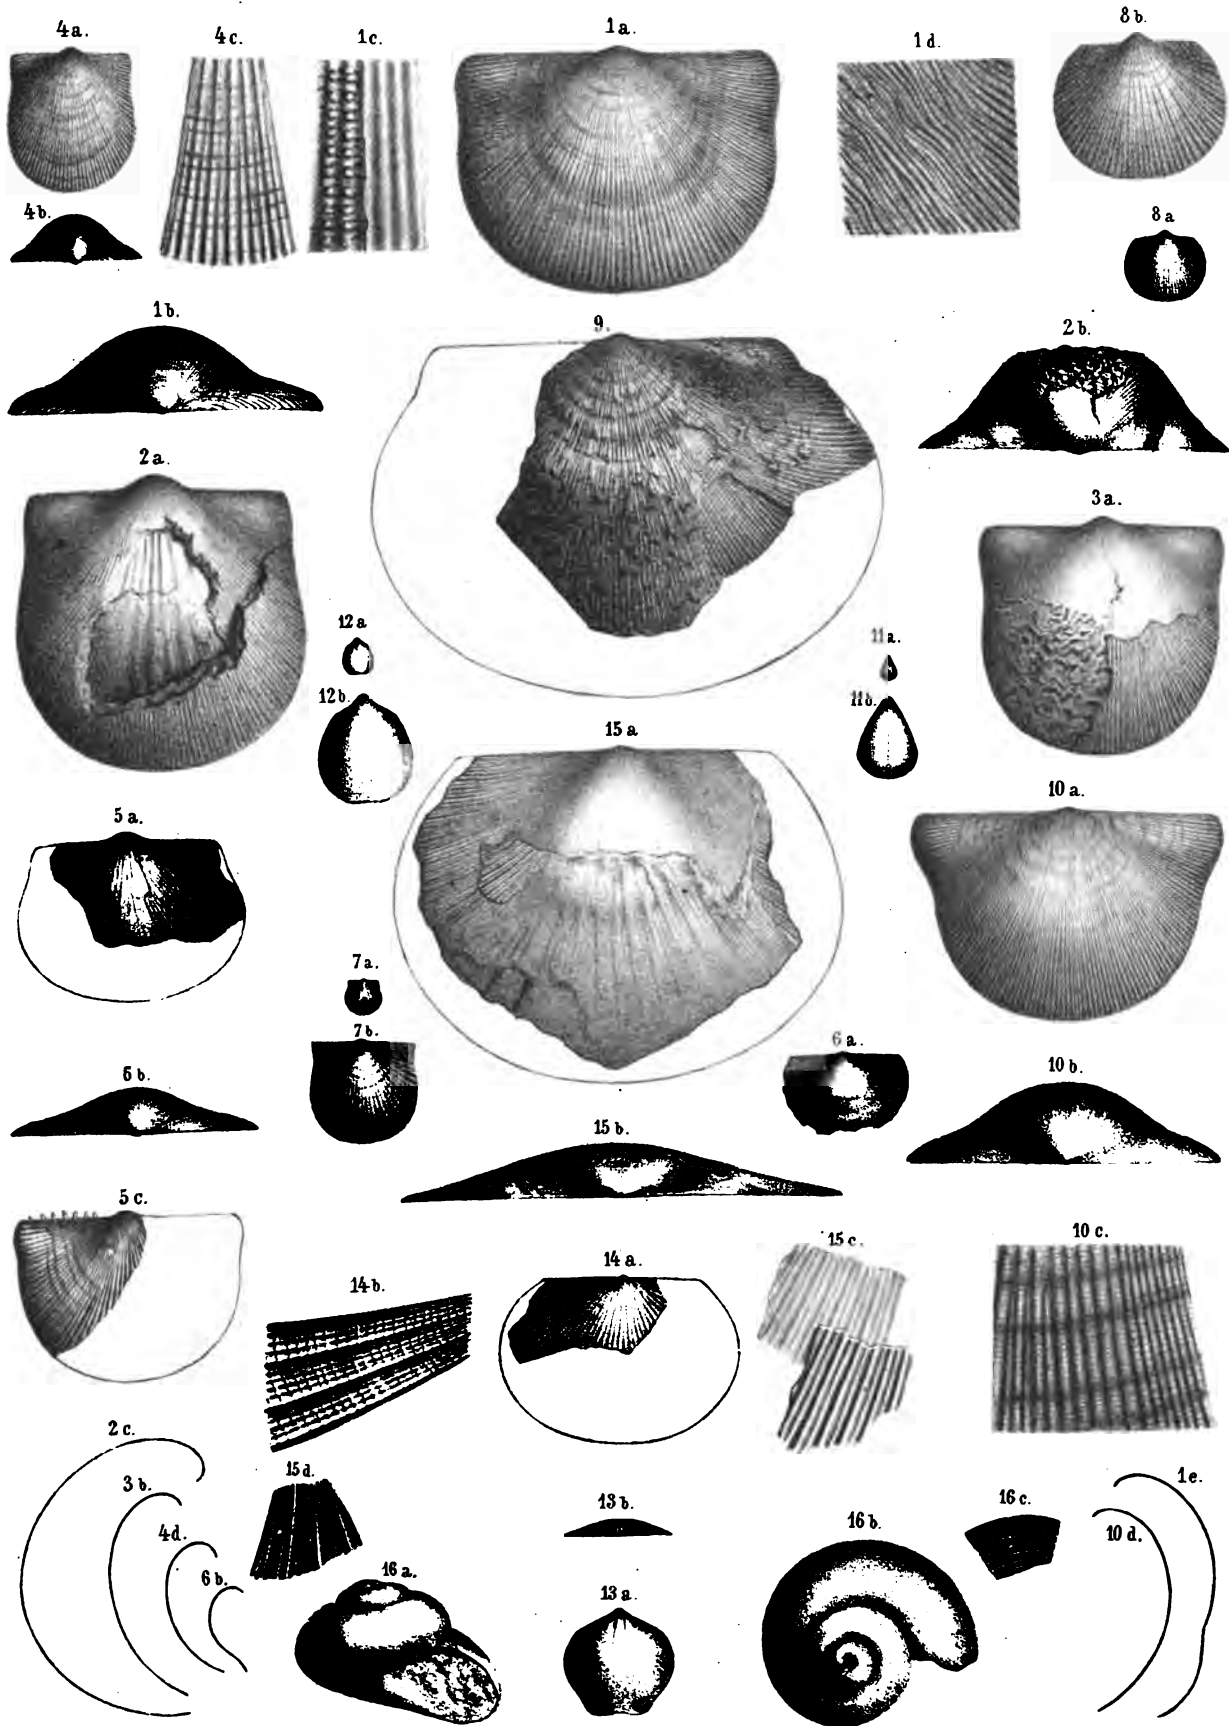 4a. 4c. 1c. 1a. 1d. 8b.
4b. 8a
1b. 9. 2b.
2a. 3a.
12a 11a.
12b. 11b.
15a
5a. 10a.
7a.
7b. 6a.
5b. 10b.
15b.
5c. 15c. 10c.
14b. 14a.
2c.
15d. 1e.
3b. 13b. 16c.
4d. 16b. 10d.
6b. 16a. 13a.